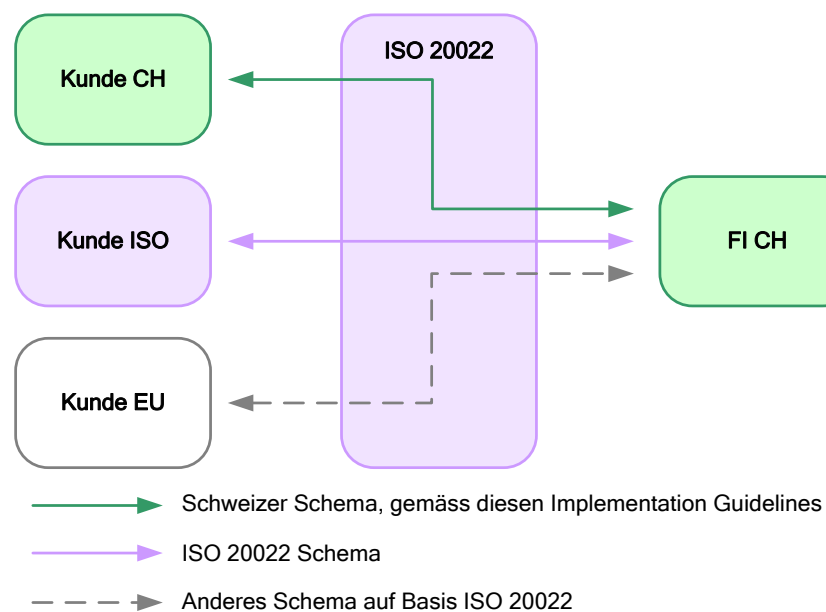 ISO 20022
Kunde CH
Kunde ISO
FI CH
Kunde EU
Schweizer Schema, gemäss diesen Implementation Guidelines
ISO 20022 Schema
Anderes Schema auf Basis ISO 20022